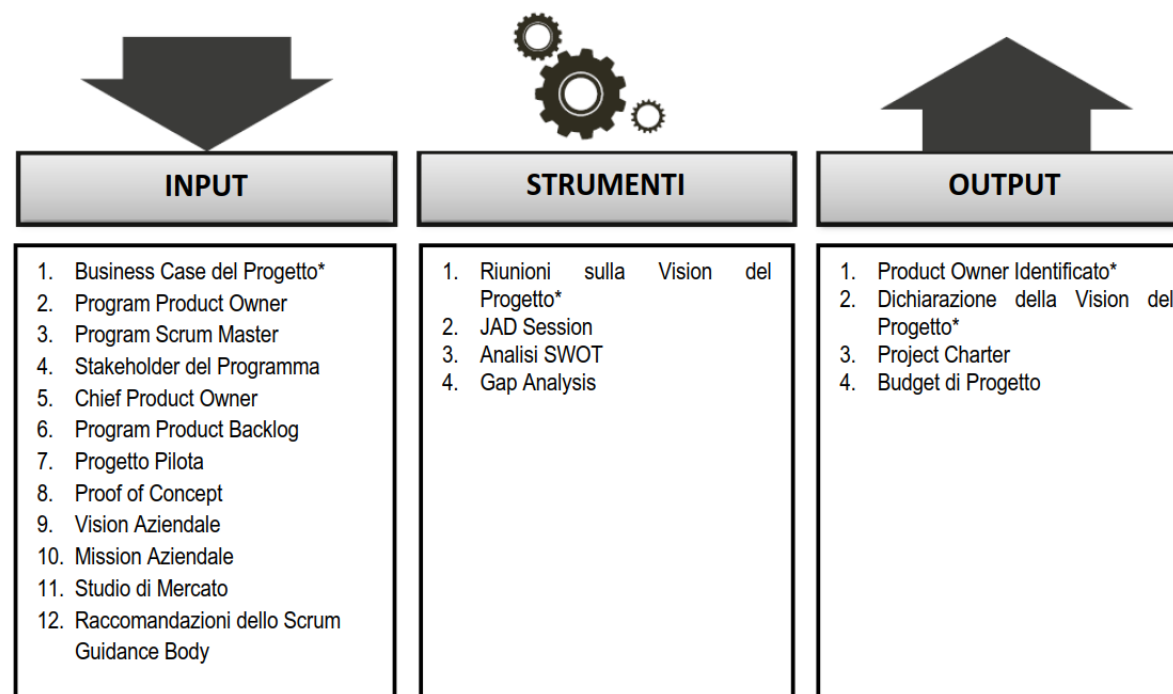 INPUT
1. Business Case del Progetto*
2. Program Product Owner
3. Program Scrum Master
4. Stakeholder del Programma
5. Chief Product Owner
6. Program Product Backlog
7. Progetto Pilota
8. Proof of Concept
9. Vision Aziendale
10. Mission Aziendale
11. Studio di Mercato
12. Raccomandazioni dello Scrum
Guidance Body
STRUMENTI
1. Riunioni sulla Vision del
Progetto*
2. JAD Session
3. Analisi SWOT
4. Gap Analysis
OUTPUT
1. Product Owner Identificato*
2. Dichiarazione della Vision del
Progetto*
3. Project Charter
4. Budget di Progetto